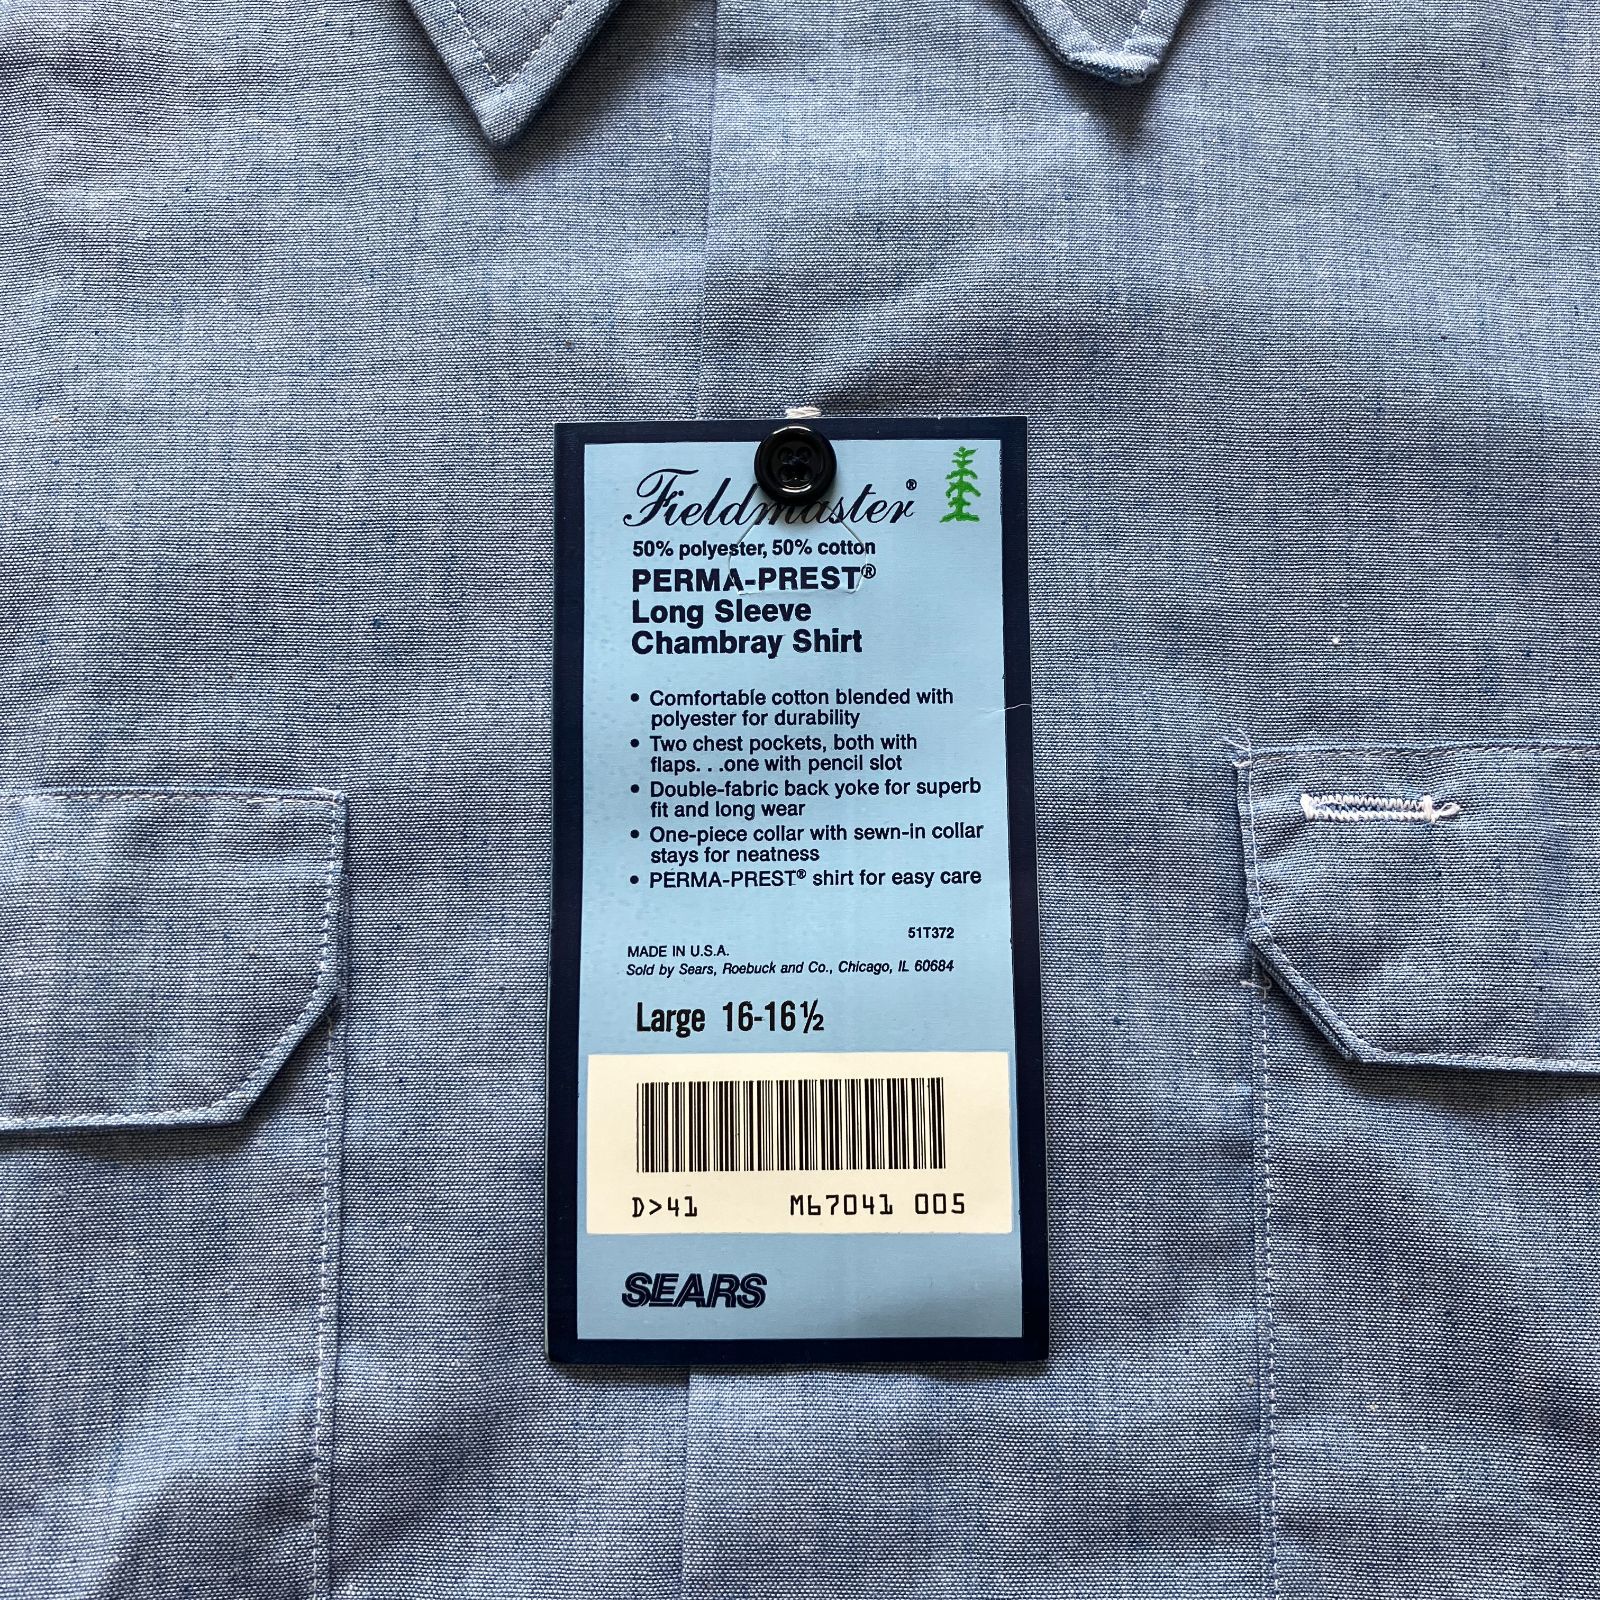 Fieldmaster®
50% polyester, 50% cotton
PERMA-PREST®
Long Sleeve
Chambray Shirt
• Comfortable cotton blended with
polyester for durability
• Two chest pockets, both with
flaps. . .one with pencil slot
• Double-fabric back yoke for superb
fit and long wear
• One-piece collar with sewn-in collar
stays for neatness
• PERMA-PREST® shirt for easy care
51T372
MADE IN U.S.A.
Sold by Sears, Roebuck and Co., Chicago, IL 60684
Large 16-16½
D>41 M67041 005
SEARS